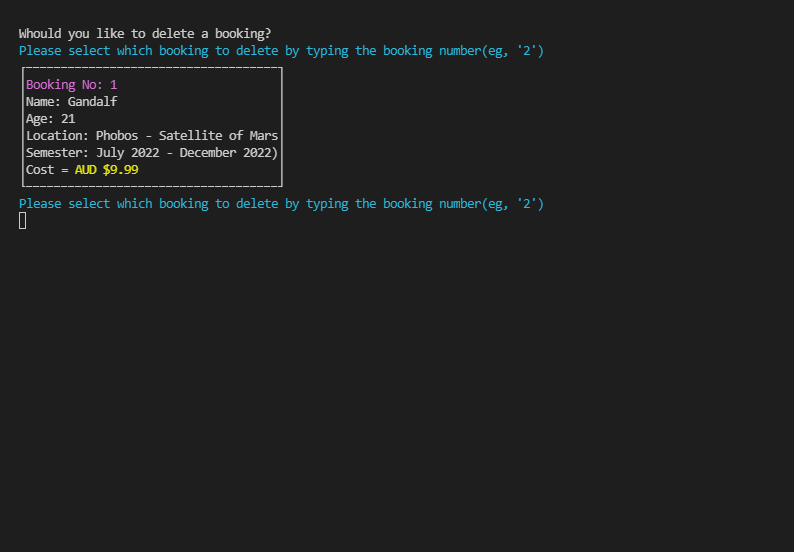 Whould you like to delete a booking?
Please select which booking to delete by typing the booking number(eg, '2')
Booking No: 1
Name: Gandalf
Age: 21
Location: Phobos - Satellite of Mars
Semester: July 2022 - December 2022)
Cost = AUD $9.99
Please select which booking to delete by typing the booking number(eg, '2')